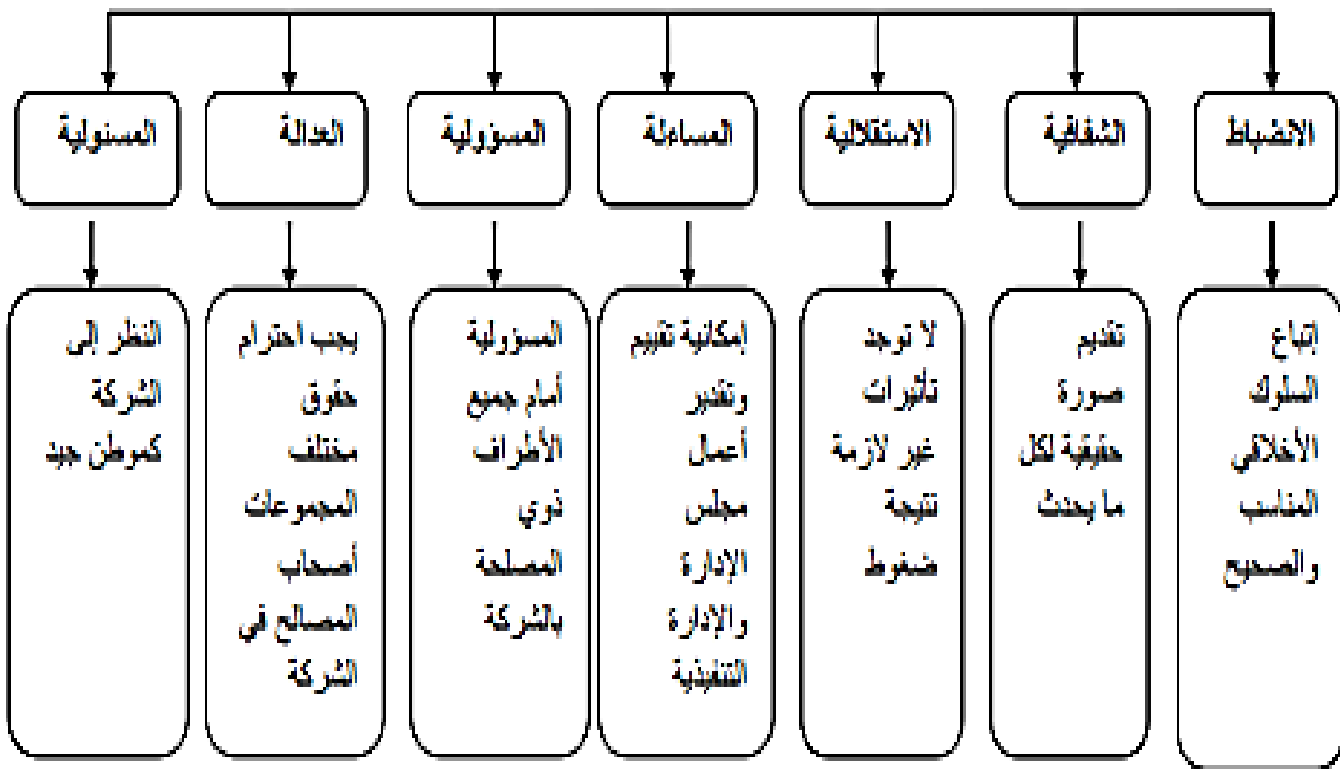 الانضباط
الشفافية
الاستقلالية
المساءلة
المسؤولية
العدالة
المسئولية
إتباع
السلوك
الأخلاقي
المناسب
والصحيح
تقديم
صورة
حقيقية لكل
ما يحدث
لا توجد
تأثيرات
غير لازمة
نتيجة
ضغوط
إمكانية تقييم
وتقدير
أعمال
مجلس
الإدارة
والإدارة
التنفيذية
المسؤولية
أمام جميع
الأطراف
ذوي
المصلحة
بالشركة
يجب احترام
حقوق
مختلف
المجموعات
أصحاب
المصالح في
الشركة
النظر إلى
الشركة
كموطن جيد